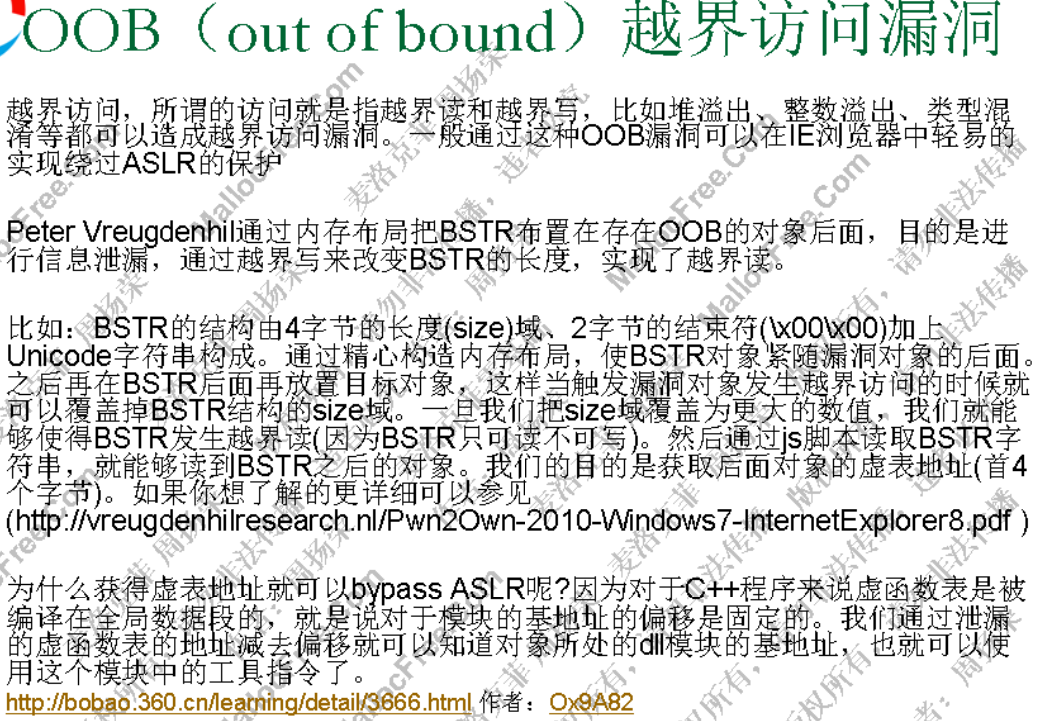 OOB（out of bound）越界访问漏洞
越界访问，所谓的访问就是指越界读和越界写，比如堆溢出、整数溢出、类型混
淆等都可以造成越界访问漏洞。一般通过这种OOB漏洞可以在IE浏览器中轻易的
实现绕过ASLR的保护
Peter Vreugdenhil通过内存布局把BSTR布置在存在OOB的对象后面，目的是进
行信息泄漏，通过越界写来改变BSTR的长度，实现了越界读。
比如：BSTR的结构由4字节的长度(size)域、2字节的结束符(\x00\x00)加上
Unicode字符串构成。通过精心构造内存布局，使BSTR对象紧随漏洞对象的后面。
之后再在BSTR后面再放置目标对象，这样当触发漏洞对象发生越界访问的时候就
可以覆盖掉BSTR结构的size域。一旦我们把size域覆盖为更大的数值，我们就能
够使得BSTR发生越界读(因为BSTR只可读不可写)。然后通过js脚本读取BSTR字
符串，就能够读到BSTR之后的对象。我们的目的是获取后面对象的虚表地址(首4
个字节)。如果你想了解的更详细可以参见
(http://vreugdenhilresearch.nl/Pwn2Own-2010-Windows7-InternetExplorer8.pdf )
为什么获得虚表地址就可以bypass ASLR呢?因为对于C++程序来说虚函数表是被
编译在全局数据段的，就是说对于模块的基地址的偏移是固定的。我们通过泄漏
的虚函数表的地址减去偏移就可以知道对象所处的dll模块的基地址，也就可以使
用这个模块中的工具指令了。
http://bobao.360.cn/learning/detail/3666.html 作者：Ox9A82